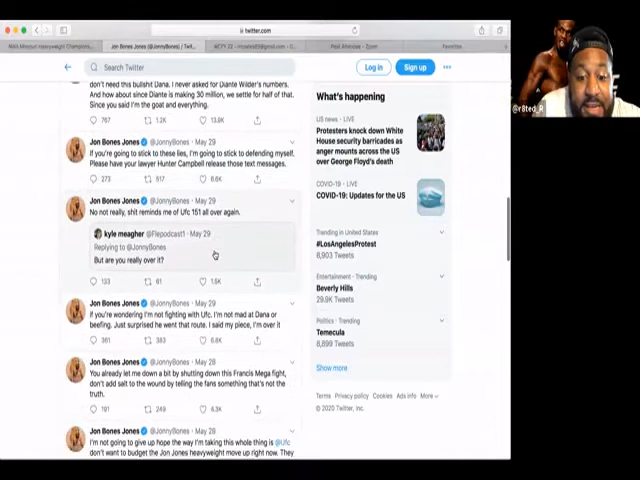 twitter.com
Jon Bones Jones (@JonnyBones) / Twit...
Favorites
Search Twitter
Log in
Sign up
don't need this bullshit Dana. I never asked for Diante Wilder's numbers.
And how about since Diante is making 30 million, we settle for half of that.
Since you said I'm the goat and everything.
767
1.2K
13.9K
Jon Bones Jones @JonnyBones · May 29
If you're going to stick to these lies, I'm going to stick to defending myself.
Please have your lawyer Hunter Campbell release those text messages.
273
517
8.6K
Jon Bones Jones @JonnyBones · May 29
No not really, shit reminds me of Ufc 151 all over again.
kyle meagher @Flepodcast1 · May 29
Replying to @JonnyBones
But are you really over it?
133
61
1.5K
Jon Bones Jones @JonnyBones · May 29
If you're wondering I'm not fighting with Ufc. I'm not mad at Dana or
beefing. Just surprised he went that route. I said my piece, I'm over it
361
383
6.8K
Jon Bones Jones @JonnyBones · May 28
You already let me down a bit by shutting down this Francis Mega fight,
don't add salt to the wound by telling the fans something that's not the
truth.
191
249
6.3K
Jon Bones Jones @JonnyBones · May 28
I'm not going to give up hope the way I'm taking this whole thing is @Ufc
don't want to budget the Jon Jones heavyweight move up right now. They
What's happening
US news · LIVE
Protesters knock down White
House security barricades as
anger mounts across the US
over George Floyd's death
COVID-19 · LIVE
COVID-19: Updates for the US
Trending in United States
#LosAngelesProtest
6,903 Tweets
Entertainment · Trending
Beverly Hills
29.9K Tweets
Politics · Trending
Temecula
8,899 Tweets
Show more
Terms Privacy policy Cookies Ads info More
© 2020 Twitter, Inc.
@r8ted_R